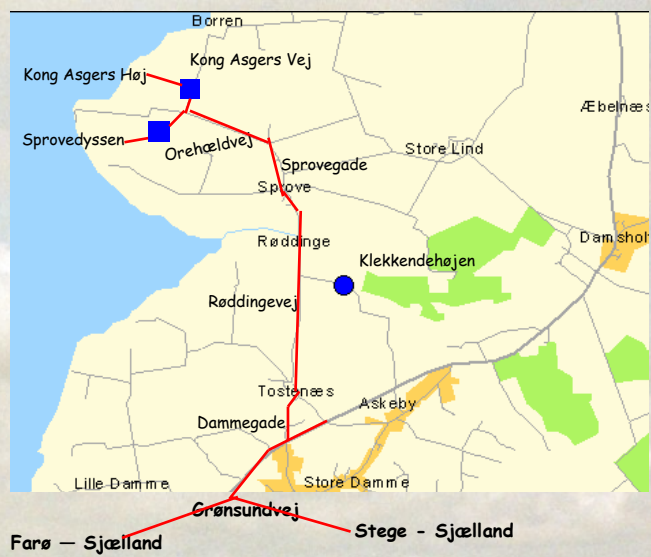 Borren
Kong Asgers Vej
Kong Asgers Høj
Æbelnæs
Sprovedyssen
Orehældvej
Store Lind
Sprovegade
Sprove
Røddinge
Damsholt
Klekkendehøjen
Røddingevej
Tostenæs
Askeby
Dammegade
Lille Damme
Store Damme
Grønsundvej
Stege - Sjælland
Farø – Sjælland